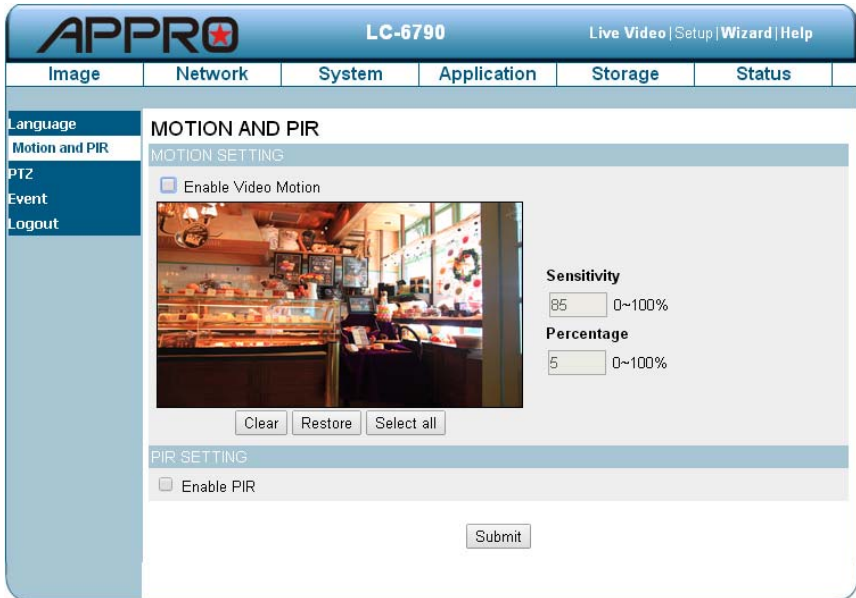 APPRO
LC-6790
Live Video | Setup | Wizard | Help
Image Network System Application Storage Status
Language
Motion and PIR
PTZ
Event
Logout
MOTION AND PIR
MOTION SETTING
Enable Video Motion
Sensitivity
85 0~100%
Percentage
5 0~100%
Clear Restore Select all
PIR SETTING
Enable PIR
Submit